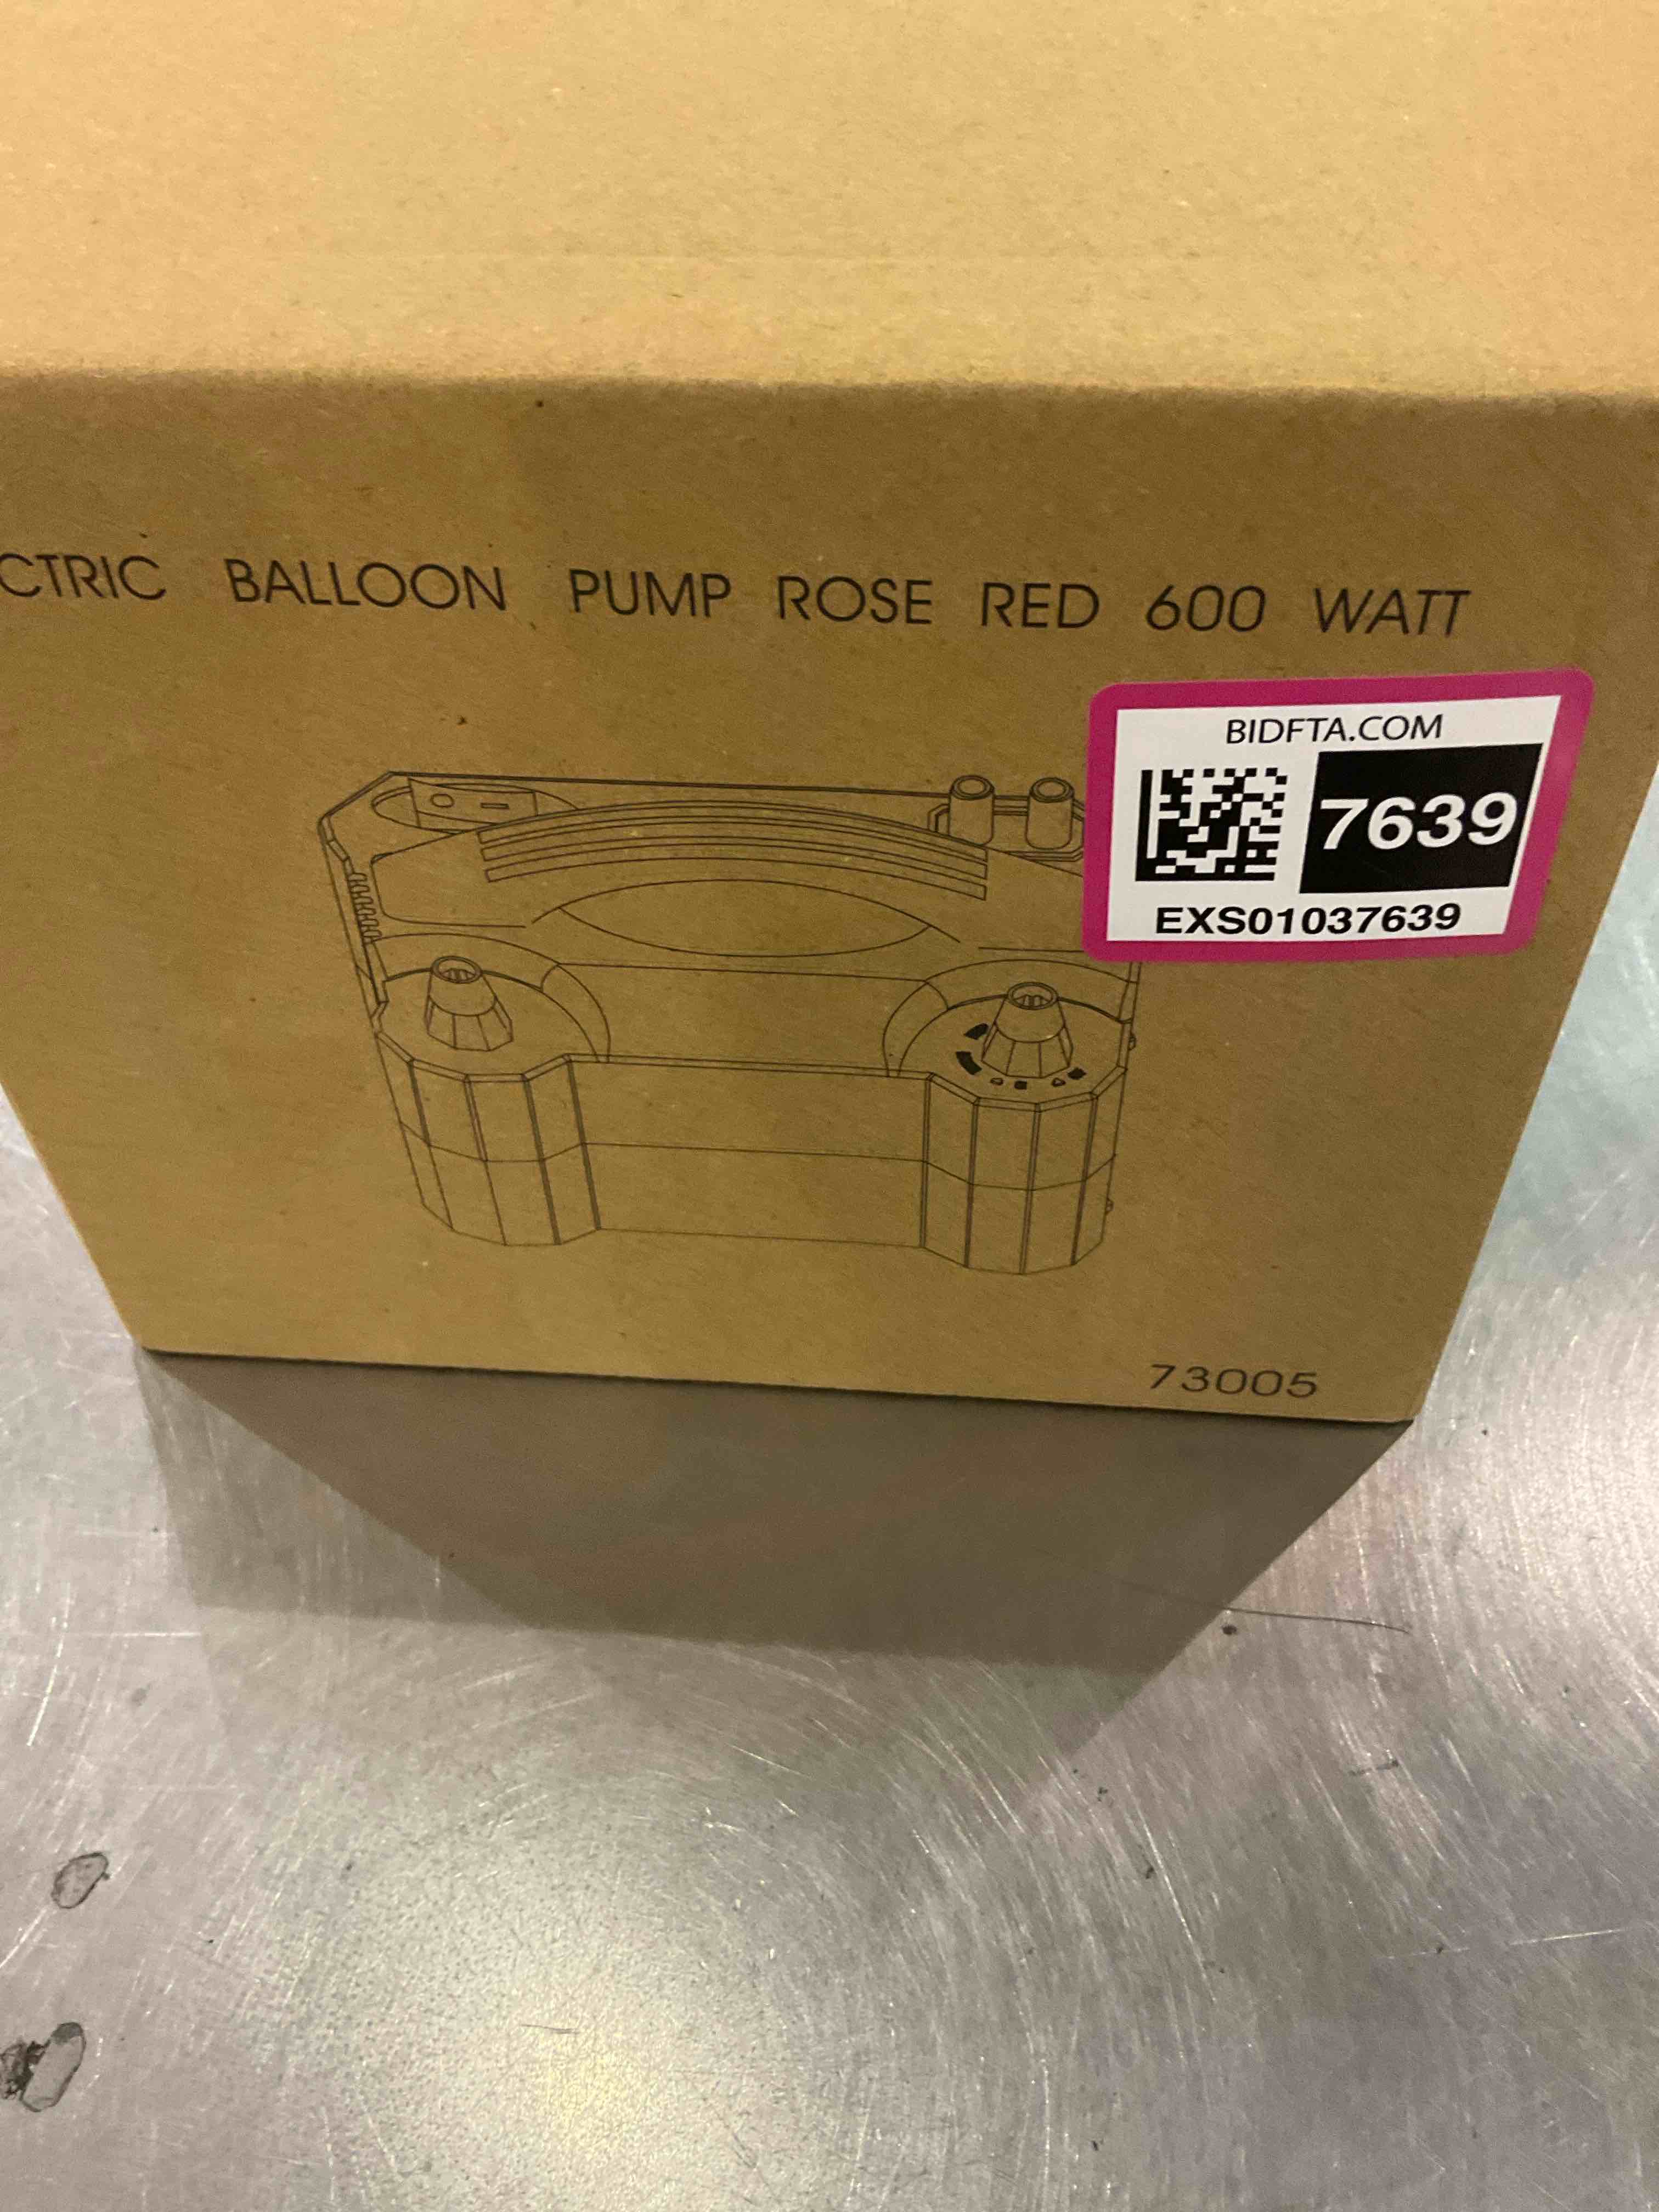 CTRIC BALLOON PUMP ROSE RED 600 WATT
BIDFTA.COM
7639
EXS01037639
73005